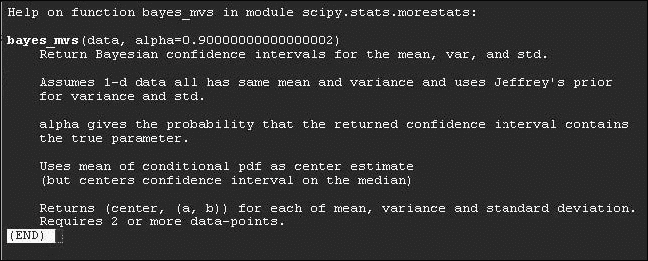 Help on function bayes_mvs in module scipy.stats.morestats:
bayes_mvs(data, alpha=0.90000000000000002)
Return Bayesian confidence intervals for the mean, var, and std.
Assumes 1-d data all has same mean and variance and uses Jeffrey's prior
for variance and std.
alpha gives the probability that the returned confidence interval contains
the true parameter.
Uses mean of conditional pdf as center estimate
(but centers confidence interval on the median)
Returns (center, (a, b)) for each of mean, variance and standard deviation.
Requires 2 or more data-points.
(END)